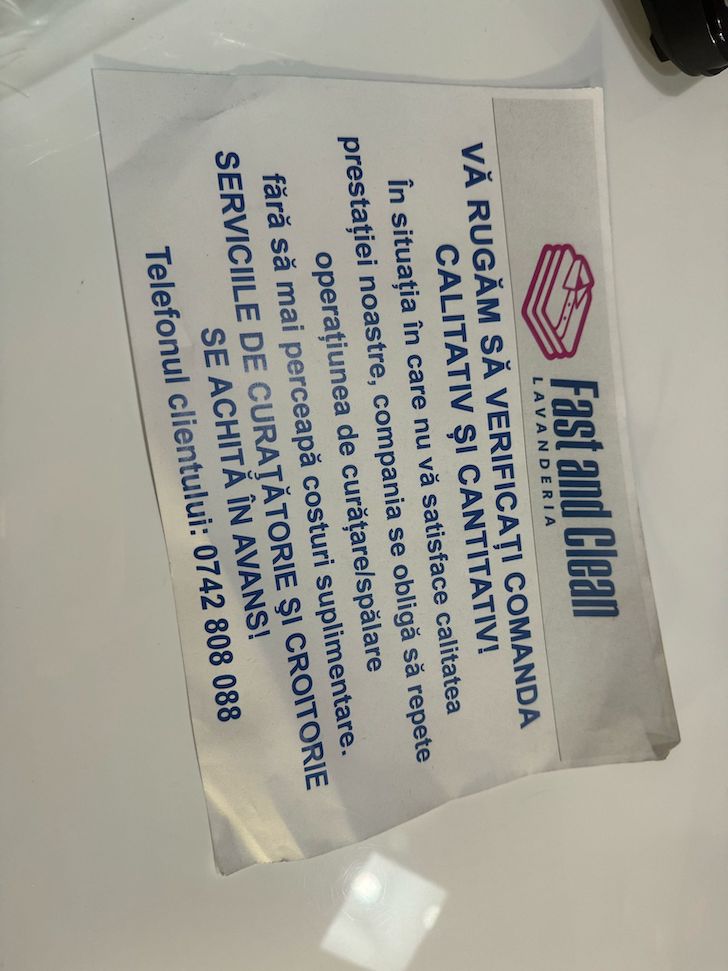 Fast and Clean
LAVANDERIA
VĂ RUGĂM SĂ VERIFICAȚI COMANDA
CALITATIV ȘI CANTITATIV!
În situația în care nu vă satisface calitatea
prestației noastre, compania se obligă să repete
operațiunea de curățare/spălare
fără să mai perceapă costuri suplimentare.
SERVICIILE DE CURAȚĂTORIE ȘI CROITORIE
SE ACHITĂ ÎN AVANS!
Telefonul clientului: 0742 808 088